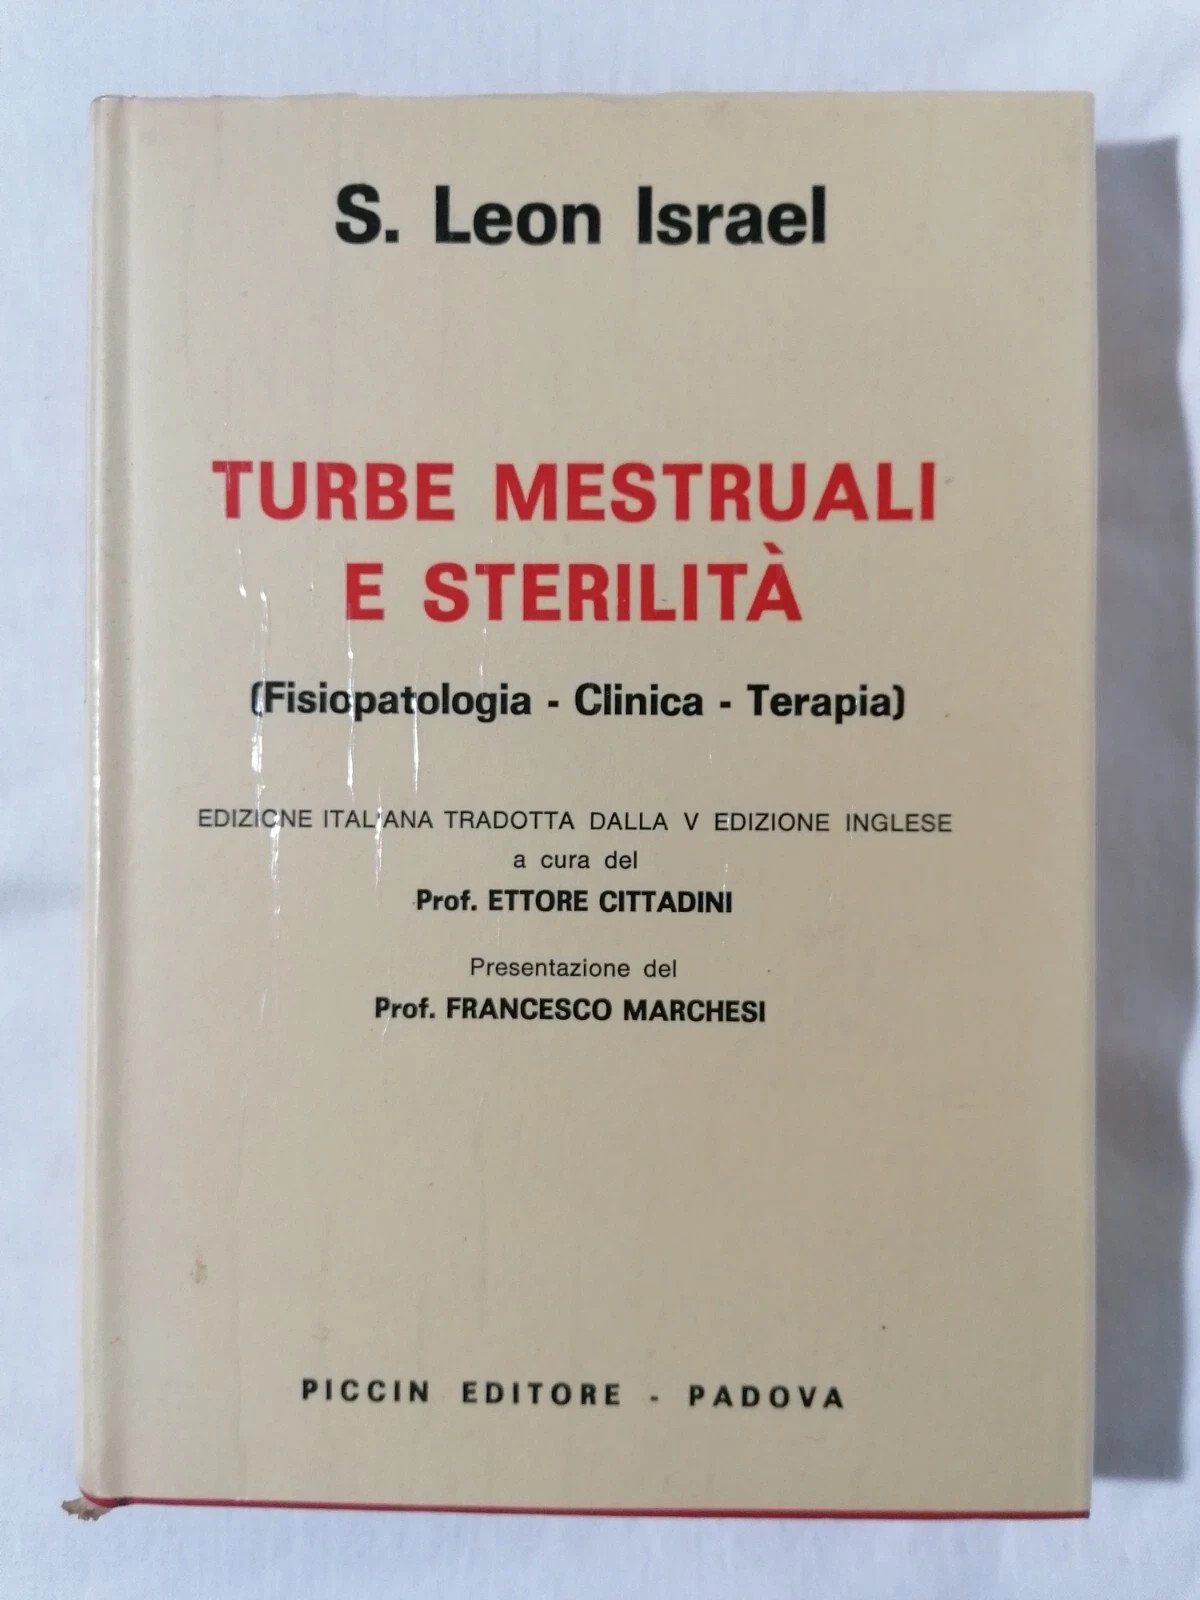 S. Leon Israel
TURBE MESTRUALI
E STERILITÀ
(Fisiopatologia - Clinica - Terapia)
EDIZIONE ITALIANA TRADOTTA DALLA V EDIZIONE INGLESE
a cura del
Prof. ETTORE CITTADINI
Presentazione del
Prof. FRANCESCO MARCHESI
PICCIN EDITORE - PADOVA